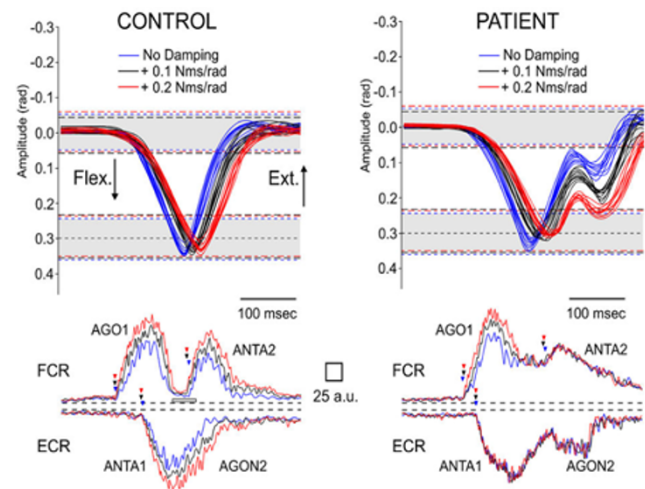 CONTROL
-0.3
-0.2
-0.1
0.0
0.1
0.2
0.3
0.4
Amplitude (rad)
No Damping
+ 0.1 Nms/rad
+ 0.2 Nms/rad
Flex.
Ext.
100 msec
PATIENT
-0.3
-0.2
-0.1
0.0
0.1
0.2
0.3
0.4
Amplitude (rad)
No Damping
+ 0.1 Nms/rad
+ 0.2 Nms/rad
100 msec
FCR
AGO1
ANTA2
ECR
ANTA1
AGON2
25 a.u.
FCR
AGO1
ANTA2
ECR
ANTA1
AGON2